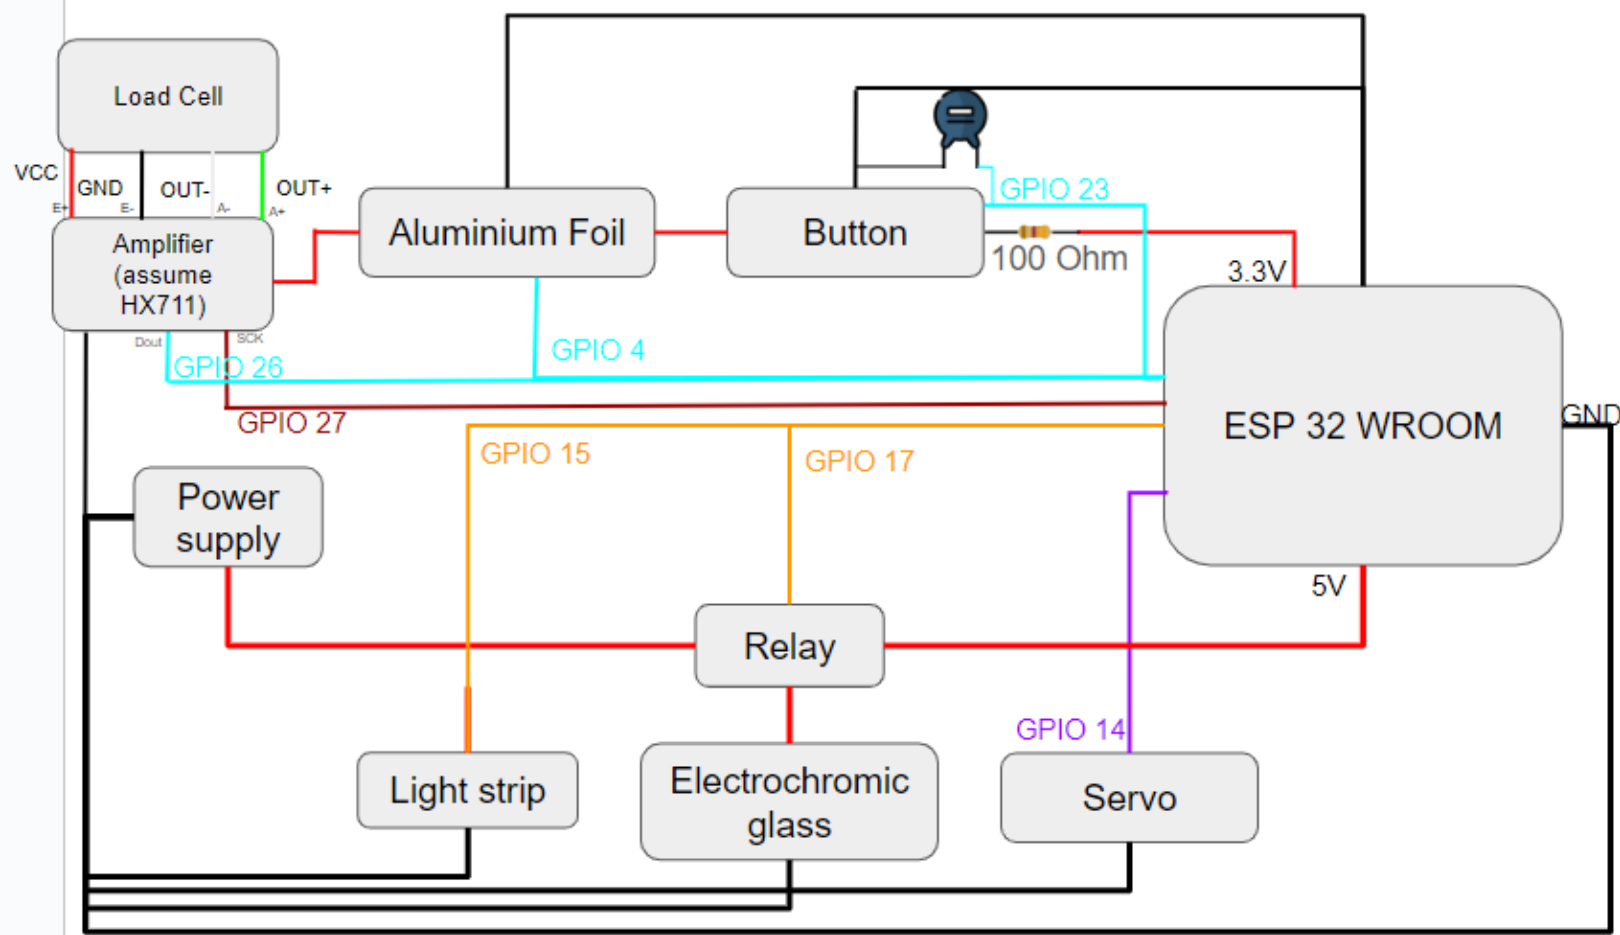 Load Cell
VCC
GND
OUT-
OUT+
E+
E-
A-
A+
Amplifier
(assume
HX711)
Aluminium Foil
Button
GPIO 23
100 Ohm
3.3V
Dout
SCK
GPIO 26
GPIO 4
GPIO 27
ESP 32 WROOM
GND
GPIO 15
GPIO 17
Power
supply
5V
Relay
GPIO 14
Light strip
Electrochromic
glass
Servo